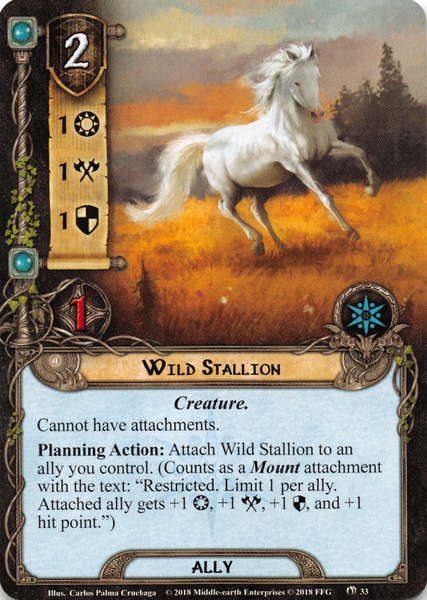 2
1
1
1
1
Wild Stallion
Creature.
Cannot have attachments.
Planning Action: Attach Wild Stallion to an
ally you control. (Counts as a Mount attachment
with the text: “Restricted. Limit 1 per ally.
Attached ally gets +1, +1, +1, and +1
hit point.”)
ALLY
Illus. Carlos Palma Cruchaga © 2018 Middle-earth Enterprises © 2018 FFG 33